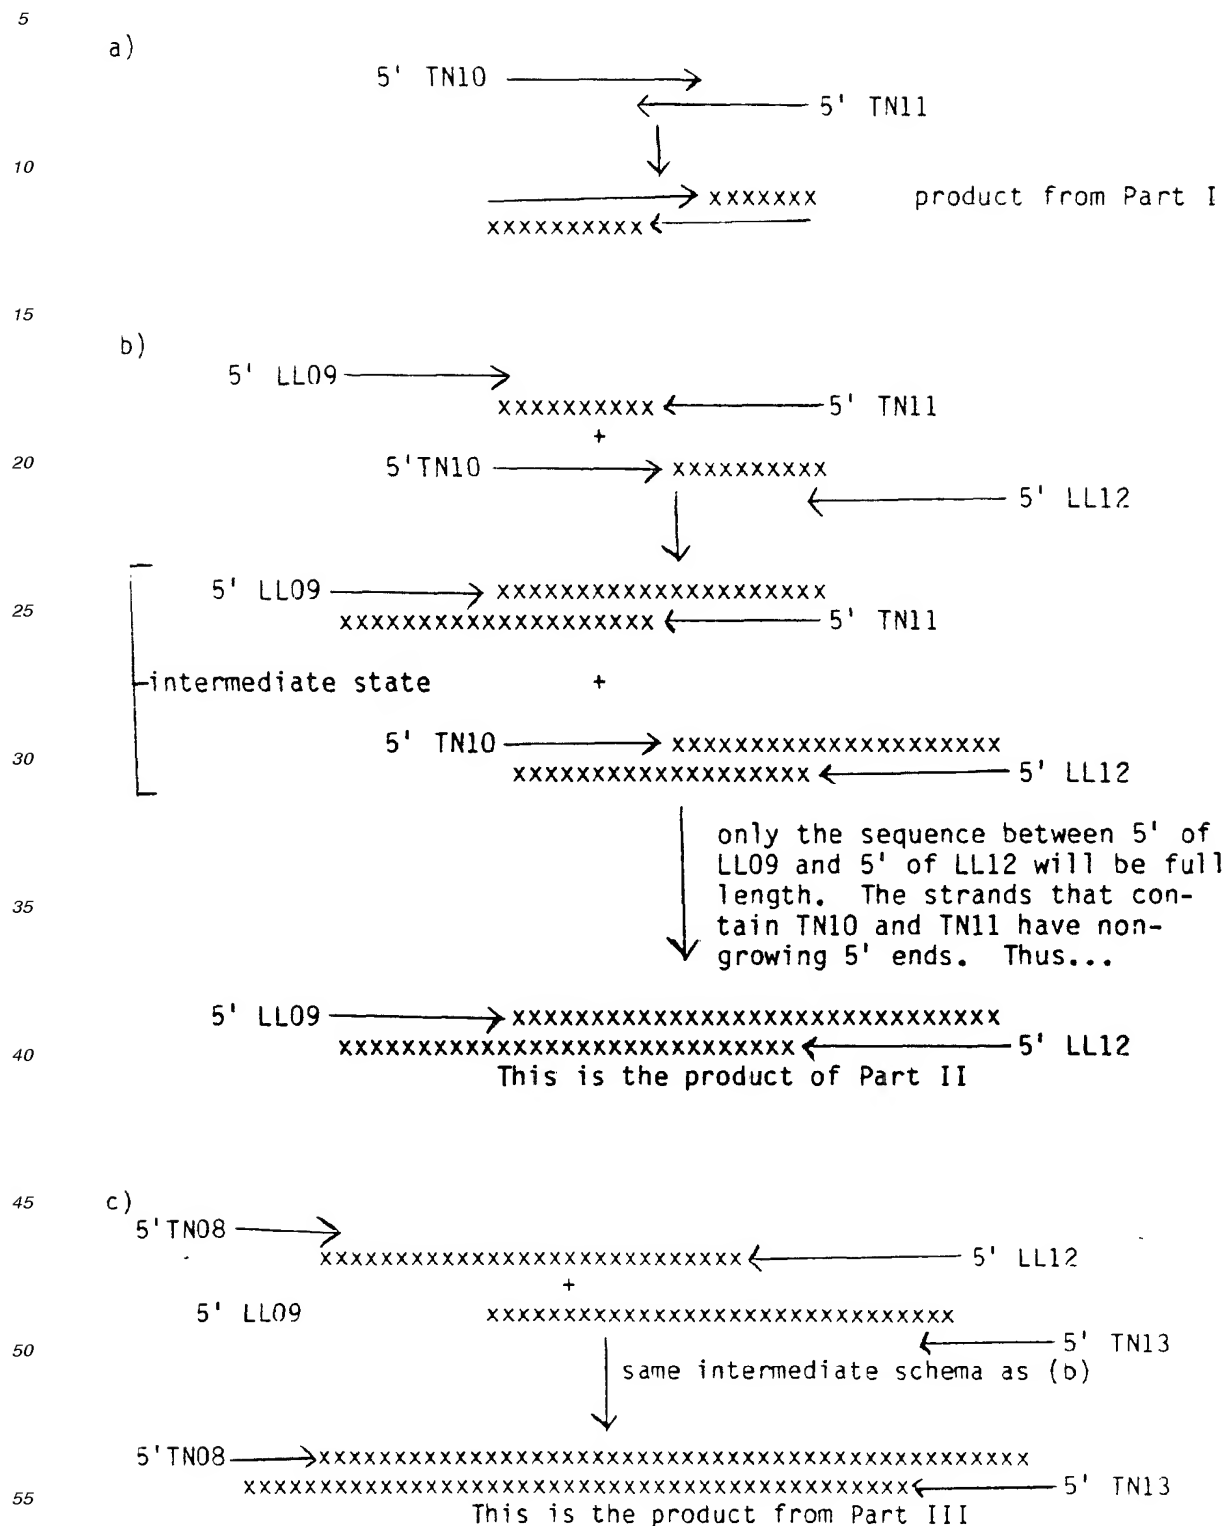 5
a)
5' TN10
5' TN11
10
xxxxxxx product from Part I
xxxxxxxxxx
15
b)
5' LL09
xxxxxxxxxx 5' TN11
+
20
5'TN10 xxxxxxxxxx
5' LL12
5' LL09 xxxxxxxxxxxxxxxxxxxxx
25
xxxxxxxxxxxxxxxxxxxx 5' TN11
intermediate state +
5' TN10 xxxxxxxxxxxxxxxxxxxxx
30
xxxxxxxxxxxxxxxxxxx 5' LL12
only the sequence between 5' of
LL09 and 5' of LL12 will be full
length. The strands that con-
35
tain TN10 and TN11 have non-
growing 5' ends. Thus...
5' LL09 xxxxxxxxxxxxxxxxxxxxxxxxxxxxxxx
40
xxxxxxxxxxxxxxxxxxxxxxxxxxxxx 5' LL12
This is the product of Part II
45
c)
5'TN08
xxxxxxxxxxxxxxxxxxxxxxx 5' LL12
+
5' LL09 xxxxxxxxxxxxxxxxxxxxxxxxx
50
5' TN13
same intermediate schema as (b)
5'TN08 xxxxxxxxxxxxxxxxxxxxxxxxxxxxxxxxxxxxxx
xxxxxxxxxxxxxxxxxxxxxxxxxxxxxxxxxxx 5' TN13
55
This is the product from Part III